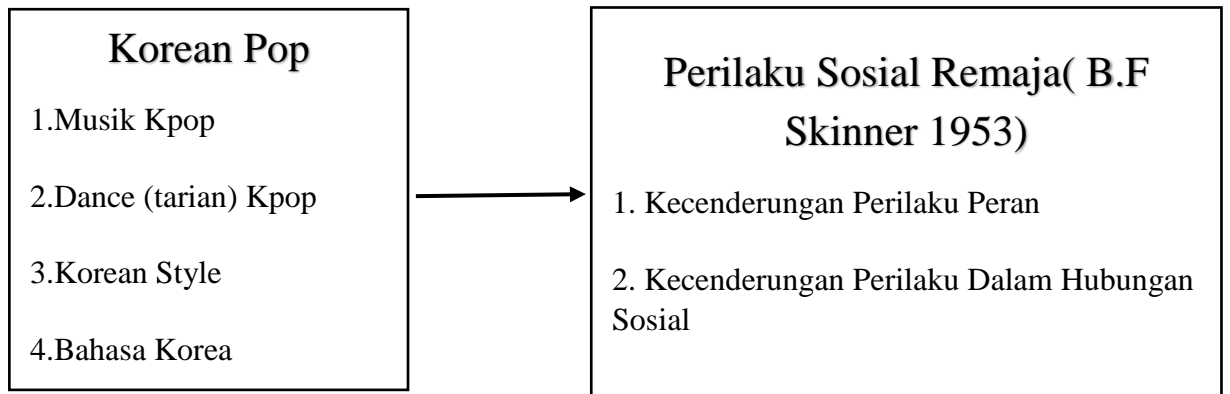 Korean Pop
1.Musik Kpop
2.Dance (tarian) Kpop
3.Korean Style
4.Bahasa Korea
Perilaku Sosial Remaja( B.F
Skinner 1953)
1. Kecenderungan Perilaku Peran
2. Kecenderungan Perilaku Dalam Hubungan
Sosial